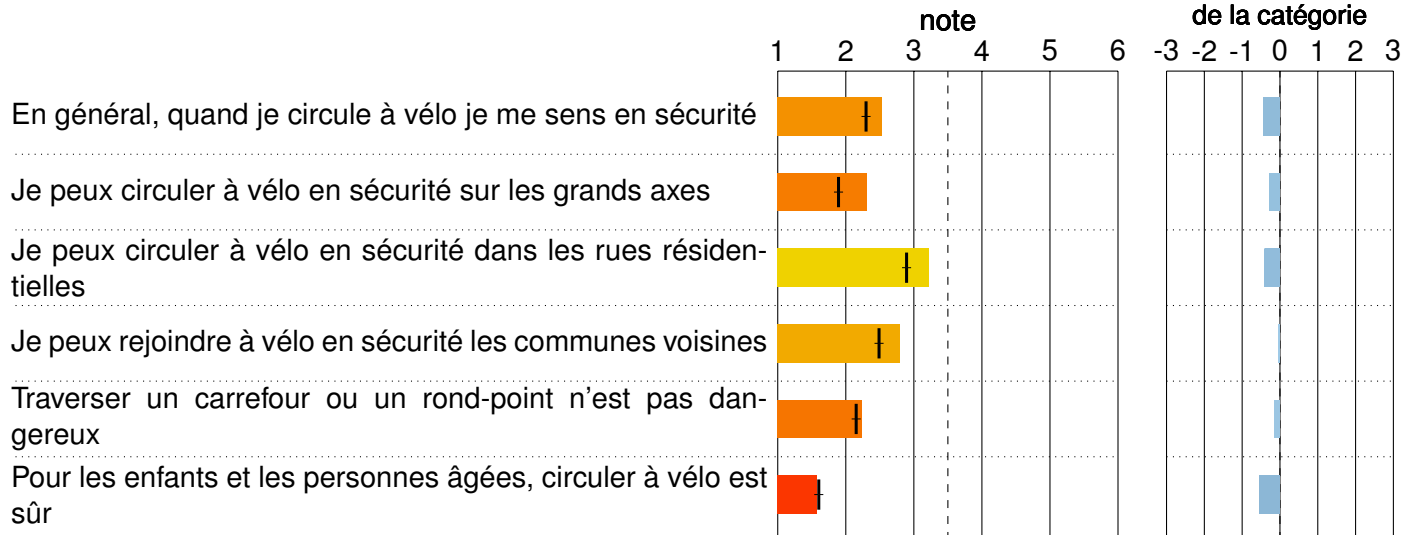 note
de la catégorie
1 2 3 4 5 6
-3 -2 -1 0 1 2 3
En général, quand je circule à vélo je me sens en sécurité
Je peux circuler à vélo en sécurité sur les grands axes
Je peux circuler à vélo en sécurité dans les rues résiden-
tielles
Je peux rejoindre à vélo en sécurité les communes voisines
Traverser un carrefour ou un rond-point n'est pas dan-
gereux
Pour les enfants et les personnes âgées, circuler à vélo est
sûr